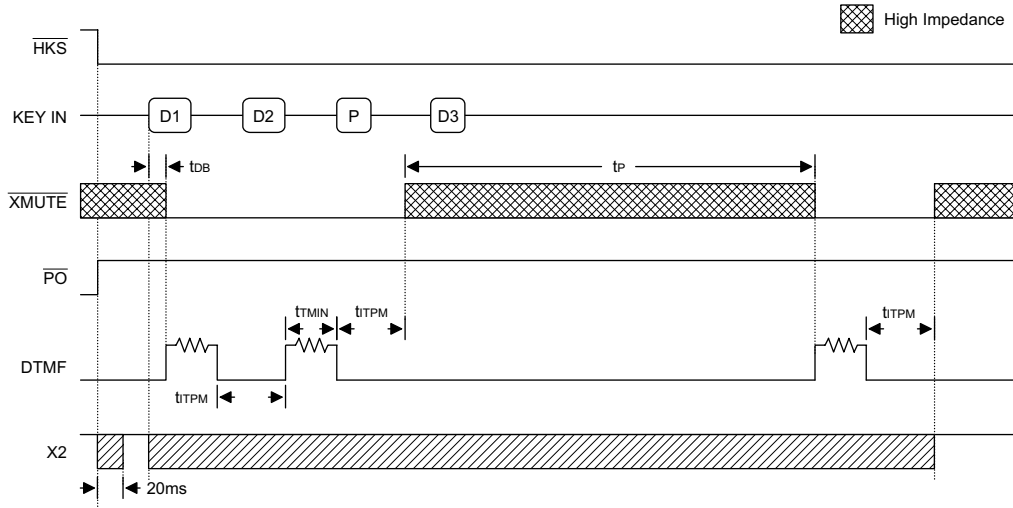 High Impedance
HKS
KEY IN D1 D2 P D3
tDB tP
XMUTE
PO
tTMIN tITPM tITPM
DTMF
tITPM
X2
20ms